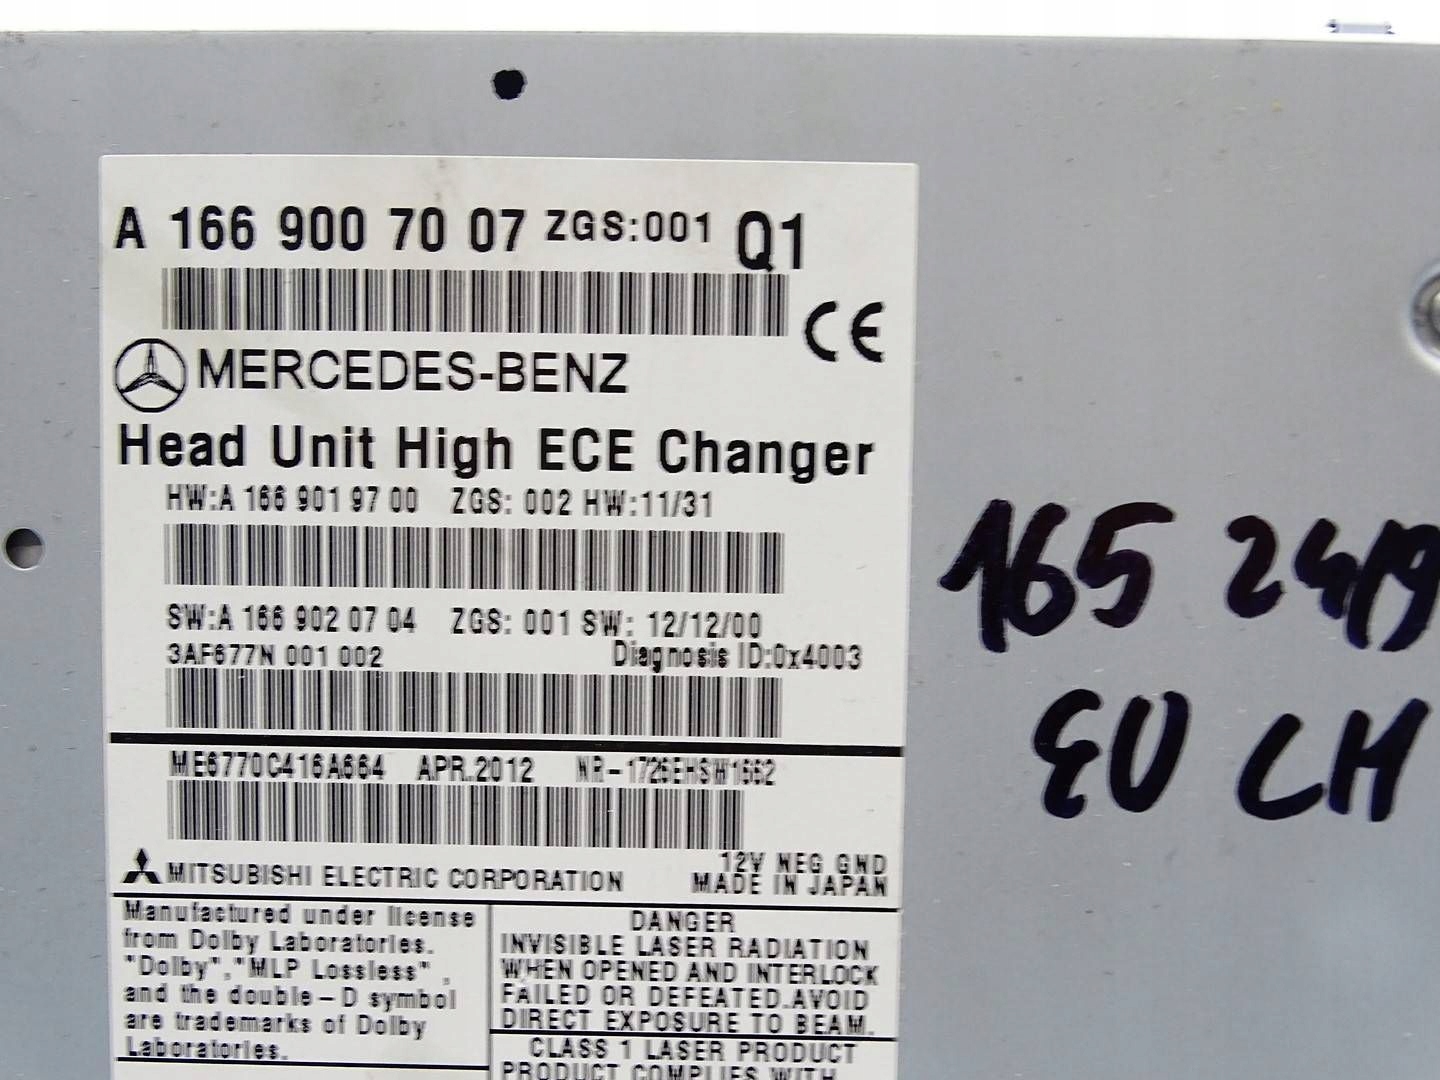 A 166 900 70 07 ZGS:001 Q1
CE
MERCEDES-BENZ
Head Unit High ECE Changer
HW:A 166 901 97 00 ZGS: 002 HW:11/31
SW:A 166 902 07 04 ZGS: 001 SW: 12/12/00
3AF677N 001 002 Diagnosis ID:0x4003
ME6770C416A664 APR.2012 NR-1726EHSW1662
MITSUBISHI ELECTRIC CORPORATION
12V NEG GND
MADE IN JAPAN
Manufactured under license
from Dolby Laboratories.
"Dolby","MLP Lossless",
and the double-D symbol
are trademarks of Dolby
Laboratories.
DANGER
INVISIBLE LASER RADIATION
WHEN OPENED AND INTERLOCK
FAILED OR DEFEATED.AVOID
DIRECT EXPOSURE TO BEAM.
CLASS 1 LASER PRODUCT
PRODUCT COMPLIES WITH
165 24/9
EU CH